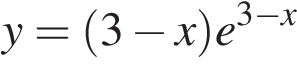 y = (3 − x)e^{3−x}